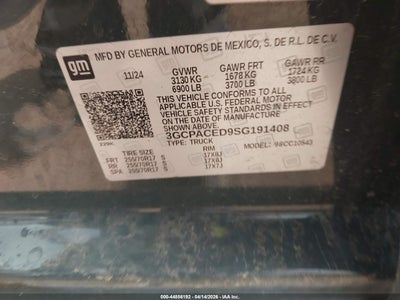 gm
MFD BY GENERAL MOTORS DE MEXICO, S. DE R.L. DE C.V.
11/24 GVWR GAWR FRT GAWR RR
3130 KG 1678 KG 1724 KG
6900 LB 3700 LB 3800 LB
THIS VEHICLE CONFORMS TO ALL
APPLICABLE U.S. FEDERAL MOTOR
VEHICLE SAFETY STANDARDS IN EFFECT ON
THE DATE OF MANUFACTURE SHOWN ABOVE.
3GCPACED9SG191408
TYPE: TRUCK MODEL:
TIRE SIZE RIM
FRT 255/70R17 S 17X8J
RR 255/70R17 S 17X8J
SPA 255/70R17 S 17X7J
000-44858192 - 04/14/2026 - IAA Inc.